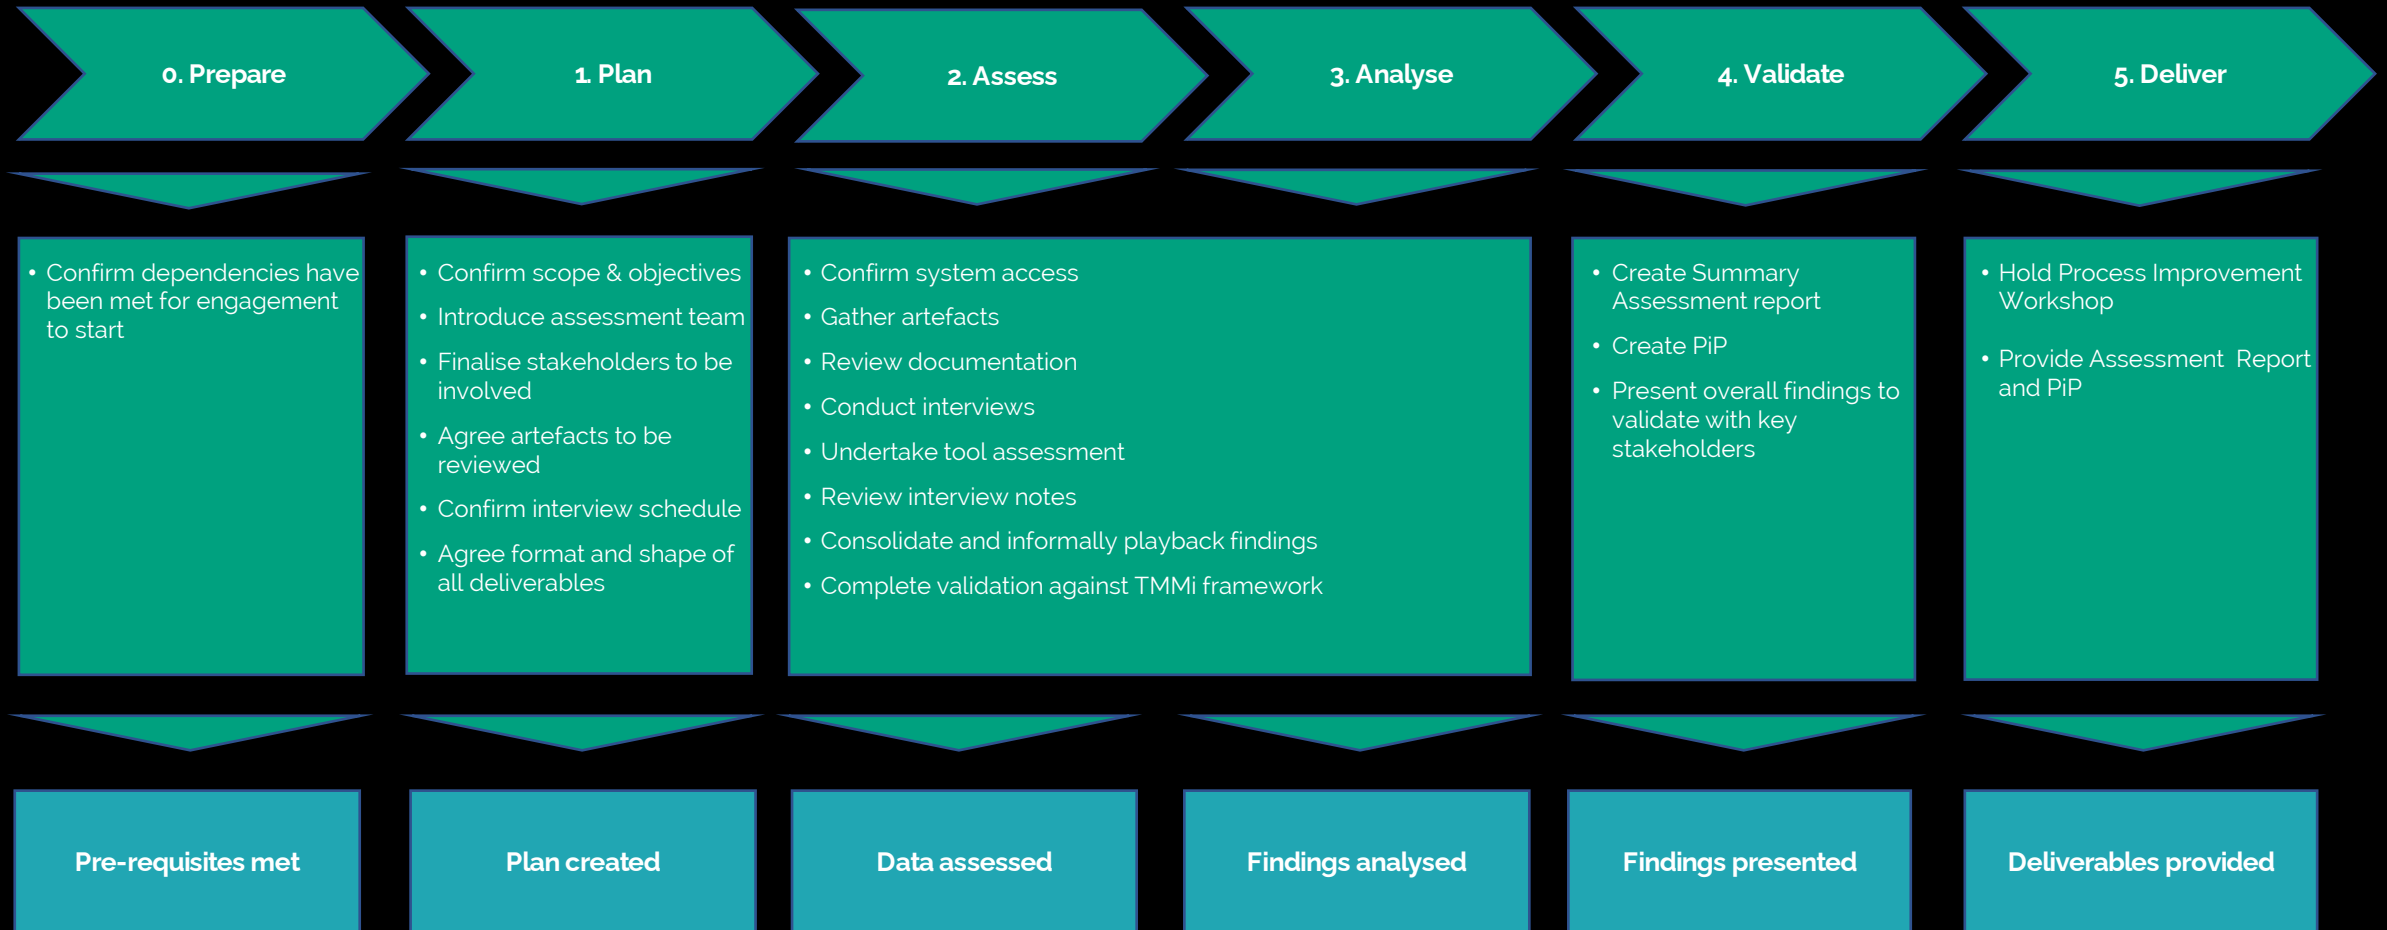 0. Prepare
1. Plan
2. Assess
3. Analyse
4. Validate
5. Deliver
• Confirm dependencies have
been met for engagement
to start
• Confirm scope & objectives
• Introduce assessment team
• Finalise stakeholders to be
involved
• Agree artefacts to be
reviewed
• Confirm interview schedule
• Agree format and shape of
all deliverables
• Confirm system access
• Gather artefacts
• Review documentation
• Conduct interviews
• Undertake tool assessment
• Review interview notes
• Consolidate and informally playback findings
• Complete validation against TMMi framework
• Create Summary
Assessment report
• Create PiP
• Present overall findings to
validate with key
stakeholders
• Hold Process Improvement
Workshop
• Provide Assessment  Report
and PiP
Pre-requisites met
Plan created
Data assessed
Findings analysed
Findings presented
Deliverables provided